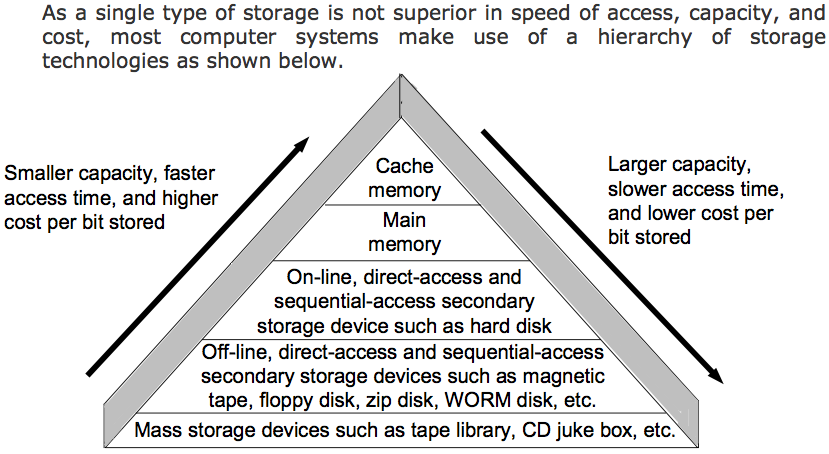 As a single type of storage is not superior in speed of access, capacity, and
cost, most computer systems make use of a hierarchy of storage
technologies as shown below.
Smaller capacity, faster
access time, and higher
cost per bit stored
Larger capacity,
slower access time,
and lower cost per
bit stored
Cache
memory
Main
memory
On-line, direct-access and
sequential-access secondary
storage device such as hard disk
Off-line, direct-access and sequential-access
secondary storage devices such as magnetic
tape, floppy disk, zip disk, WORM disk, etc.
Mass storage devices such as tape library, CD juke box, etc.